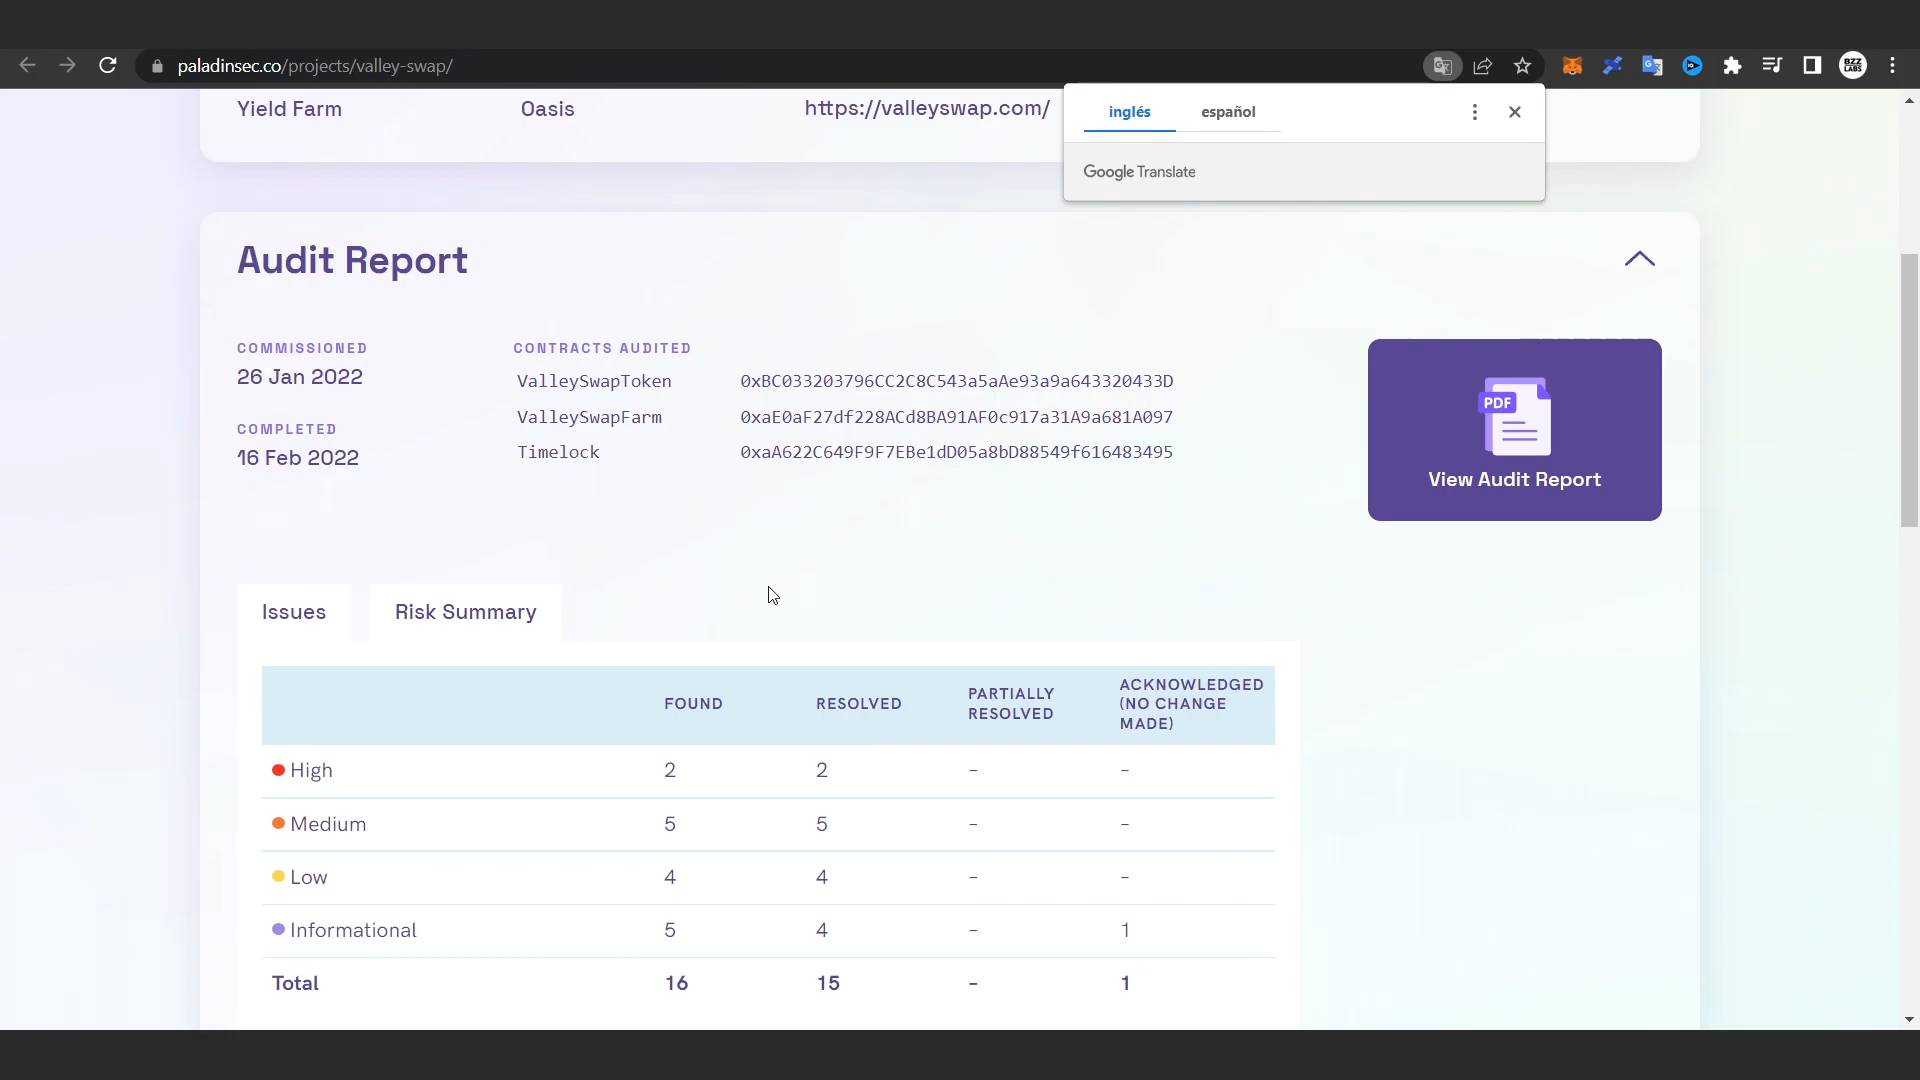 paladinsec.co/projects/valley-swap/
BZZ
LABS
Yield Farm Oasis https://valleyswap.com/
inglés español
Google Translate
Audit Report
COMMISSIONED
26 Jan 2022
COMPLETED
16 Feb 2022
CONTRACTS AUDITED
ValleySwapToken 0xBC033203796CC2C8C543a5aAe93a9a643320433D
ValleySwapFarm 0xaE0aF27df228ACd8BA91AF0c917a31A9a681A097
Timelock 0xaA622C649F9F7EBe1dD05a8bD88549f616483495
PDF
View Audit Report
Issues Risk Summary
FOUND RESOLVED PARTIALLY RESOLVED ACKNOWLEDGED (NO CHANGE MADE)
High 2 2 – –
Medium 5 5 – –
Low 4 4 – –
Informational 5 4 – 1
Total 16 15 – 1